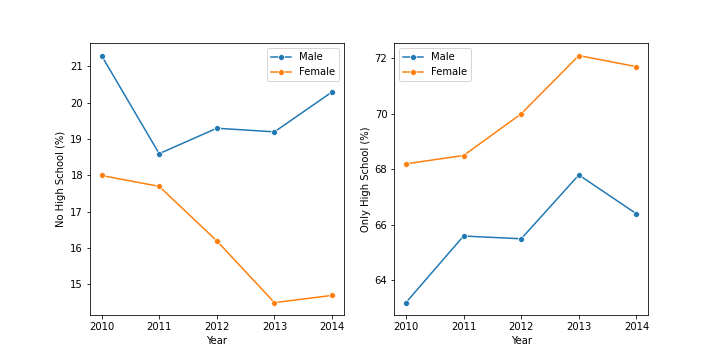 Male
Female
21
20
19
18
17
16
15
No High School (%)
2010 2011 2012 2013 2014
Year
Male
Female
72
70
68
66
64
Only High School (%)
2010 2011 2012 2013 2014
Year